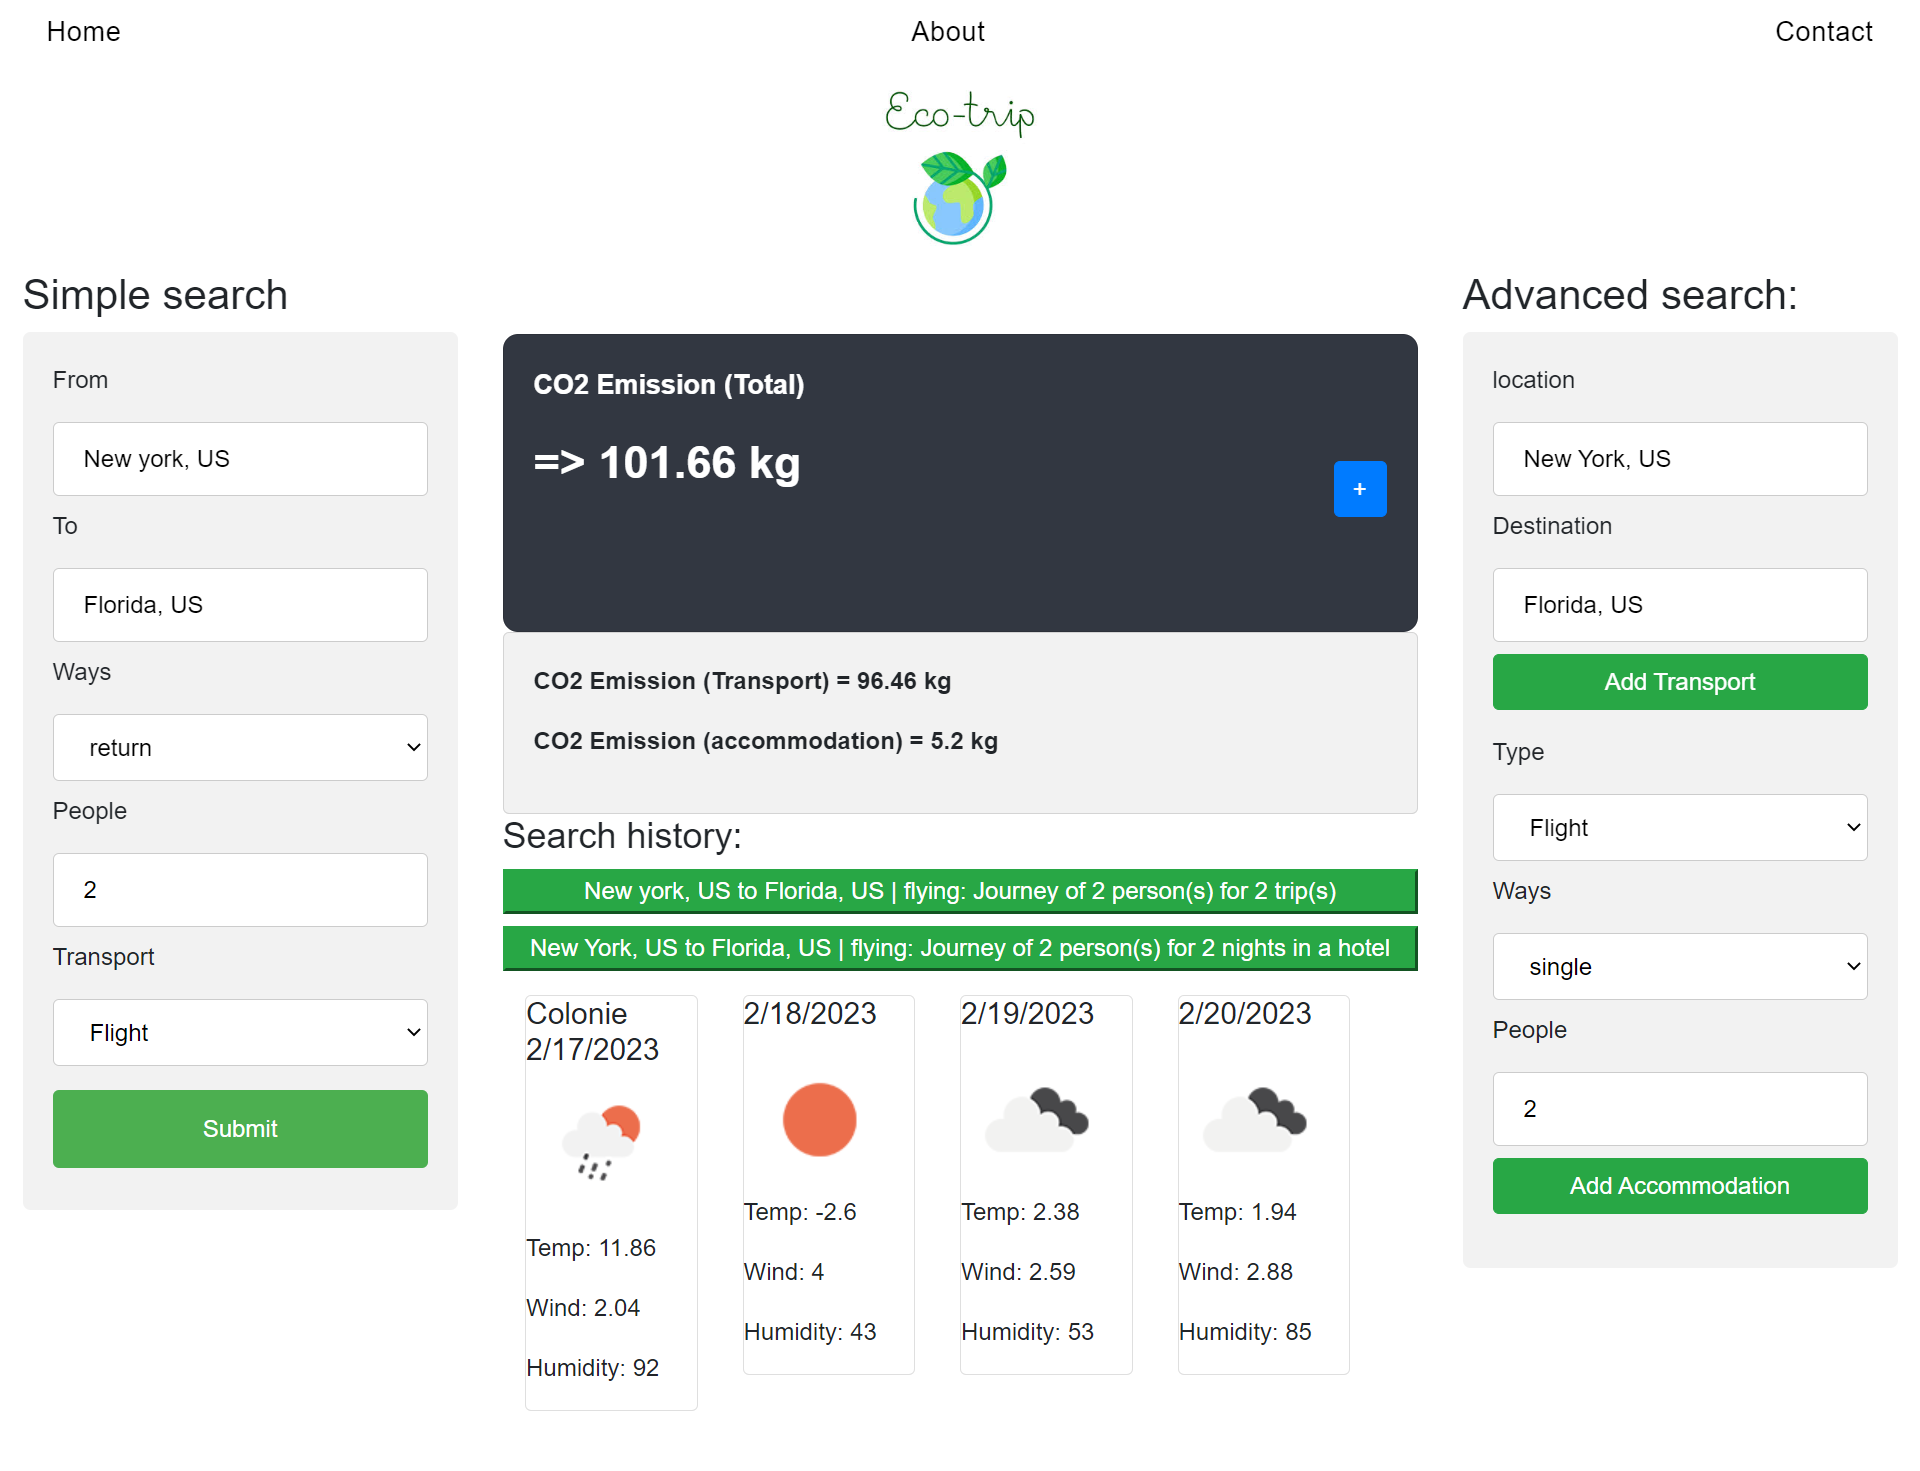 Home
About
Contact
Eco-trip
Simple search
From
New york, US
To
Florida, US
Ways
return
People
2
Transport
Flight
Submit
CO2 Emission (Total)
=> 101.66 kg
+
CO2 Emission (Transport) = 96.46 kg
CO2 Emission (accommodation) = 5.2 kg
Search history:
New york, US to Florida, US | flying: Journey of 2 person(s) for 2 trip(s)
New York, US to Florida, US | flying: Journey of 2 person(s) for 2 nights in a hotel
Colonie
2/17/2023
Temp: 11.86
Wind: 2.04
Humidity: 92
2/18/2023
Temp: -2.6
Wind: 4
Humidity: 43
2/19/2023
Temp: 2.38
Wind: 2.59
Humidity: 53
2/20/2023
Temp: 1.94
Wind: 2.88
Humidity: 85
Advanced search:
location
New York, US
Destination
Florida, US
Add Transport
Type
Flight
Ways
single
People
2
Add Accommodation